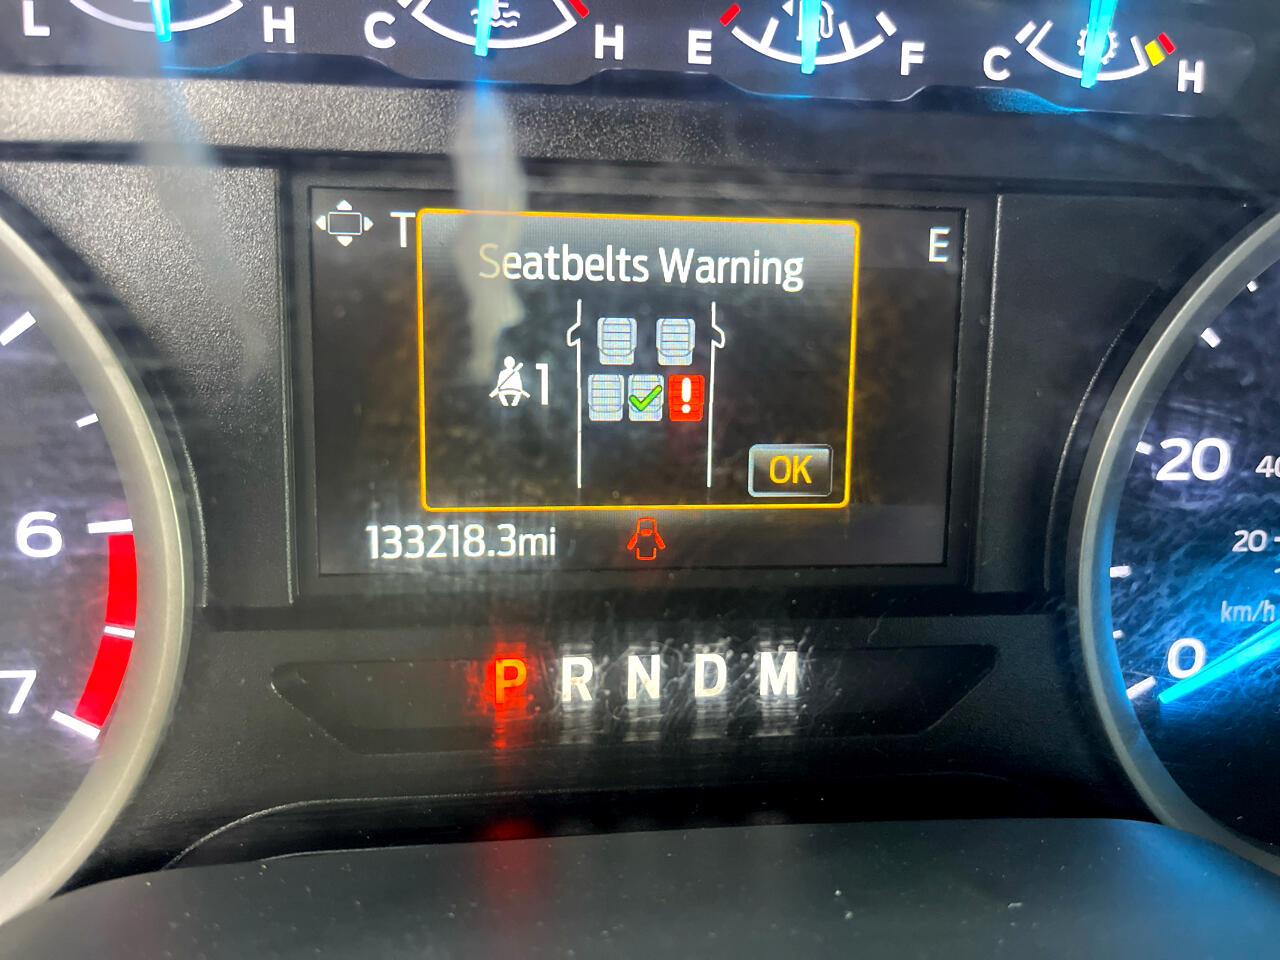 L H C H E F C H
T E
Seatbelts Warning
1
OK
133218.3mi
6
7
P R N D M
20 40
20
km/h
0